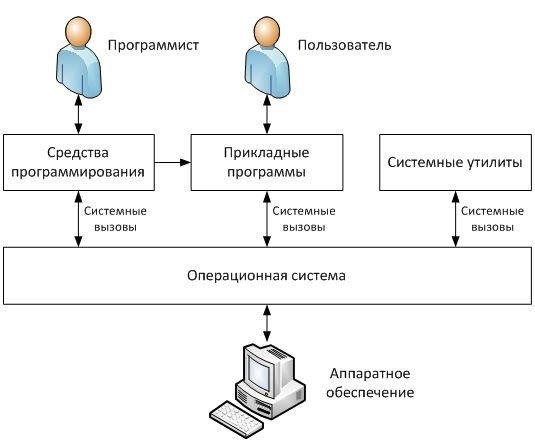 Программист
Пользователь
Средства
программирования
Прикладные
программы
Системные утилиты
Системные
вызовы
Системные
вызовы
Системные
вызовы
Операционная система
Аппаратное
обеспечение